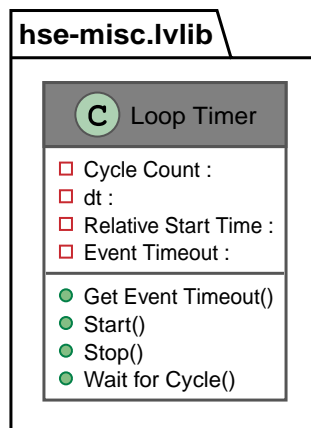 hse-misc.lvlib
C Loop Timer
Cycle Count :
dt :
Relative Start Time :
Event Timeout :
Get Event Timeout()
Start()
Stop()
Wait for Cycle()